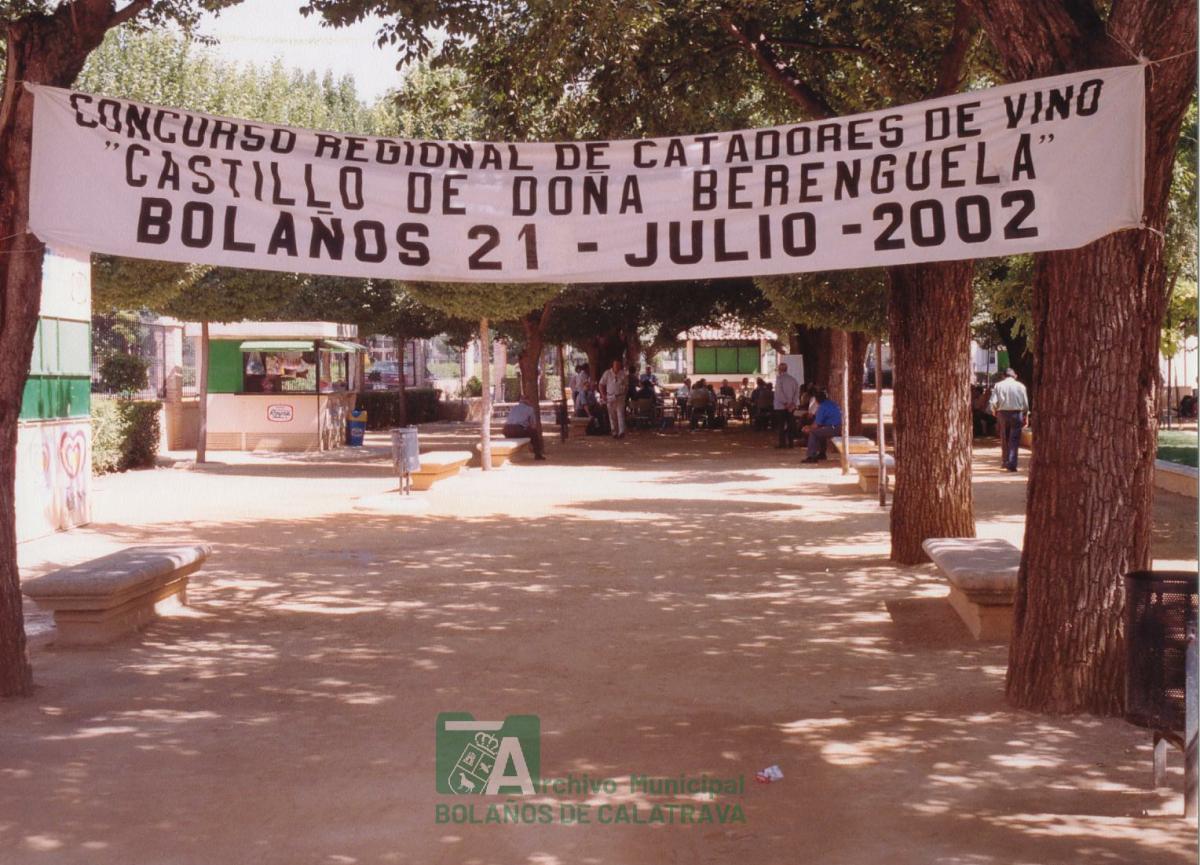 CONCURSO REGIONAL DE CATADORES DE VINO
"CASTILLO DE DOÑA BERENGUELA"
BOLAÑOS 21 - JULIO - 2002
Archivo Municipal
BOLAÑOS DE CALATRAVA